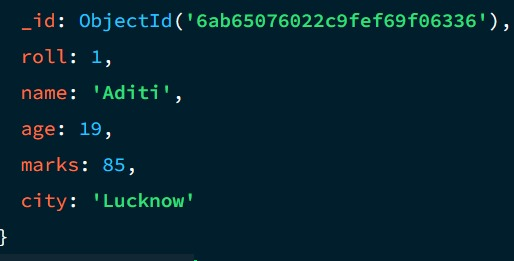 _id: ObjectId('6ab65076022c9fef69f06336'),
roll: 1,
name: 'Aditi',
age: 19,
marks: 85,
city: 'Lucknow'
}